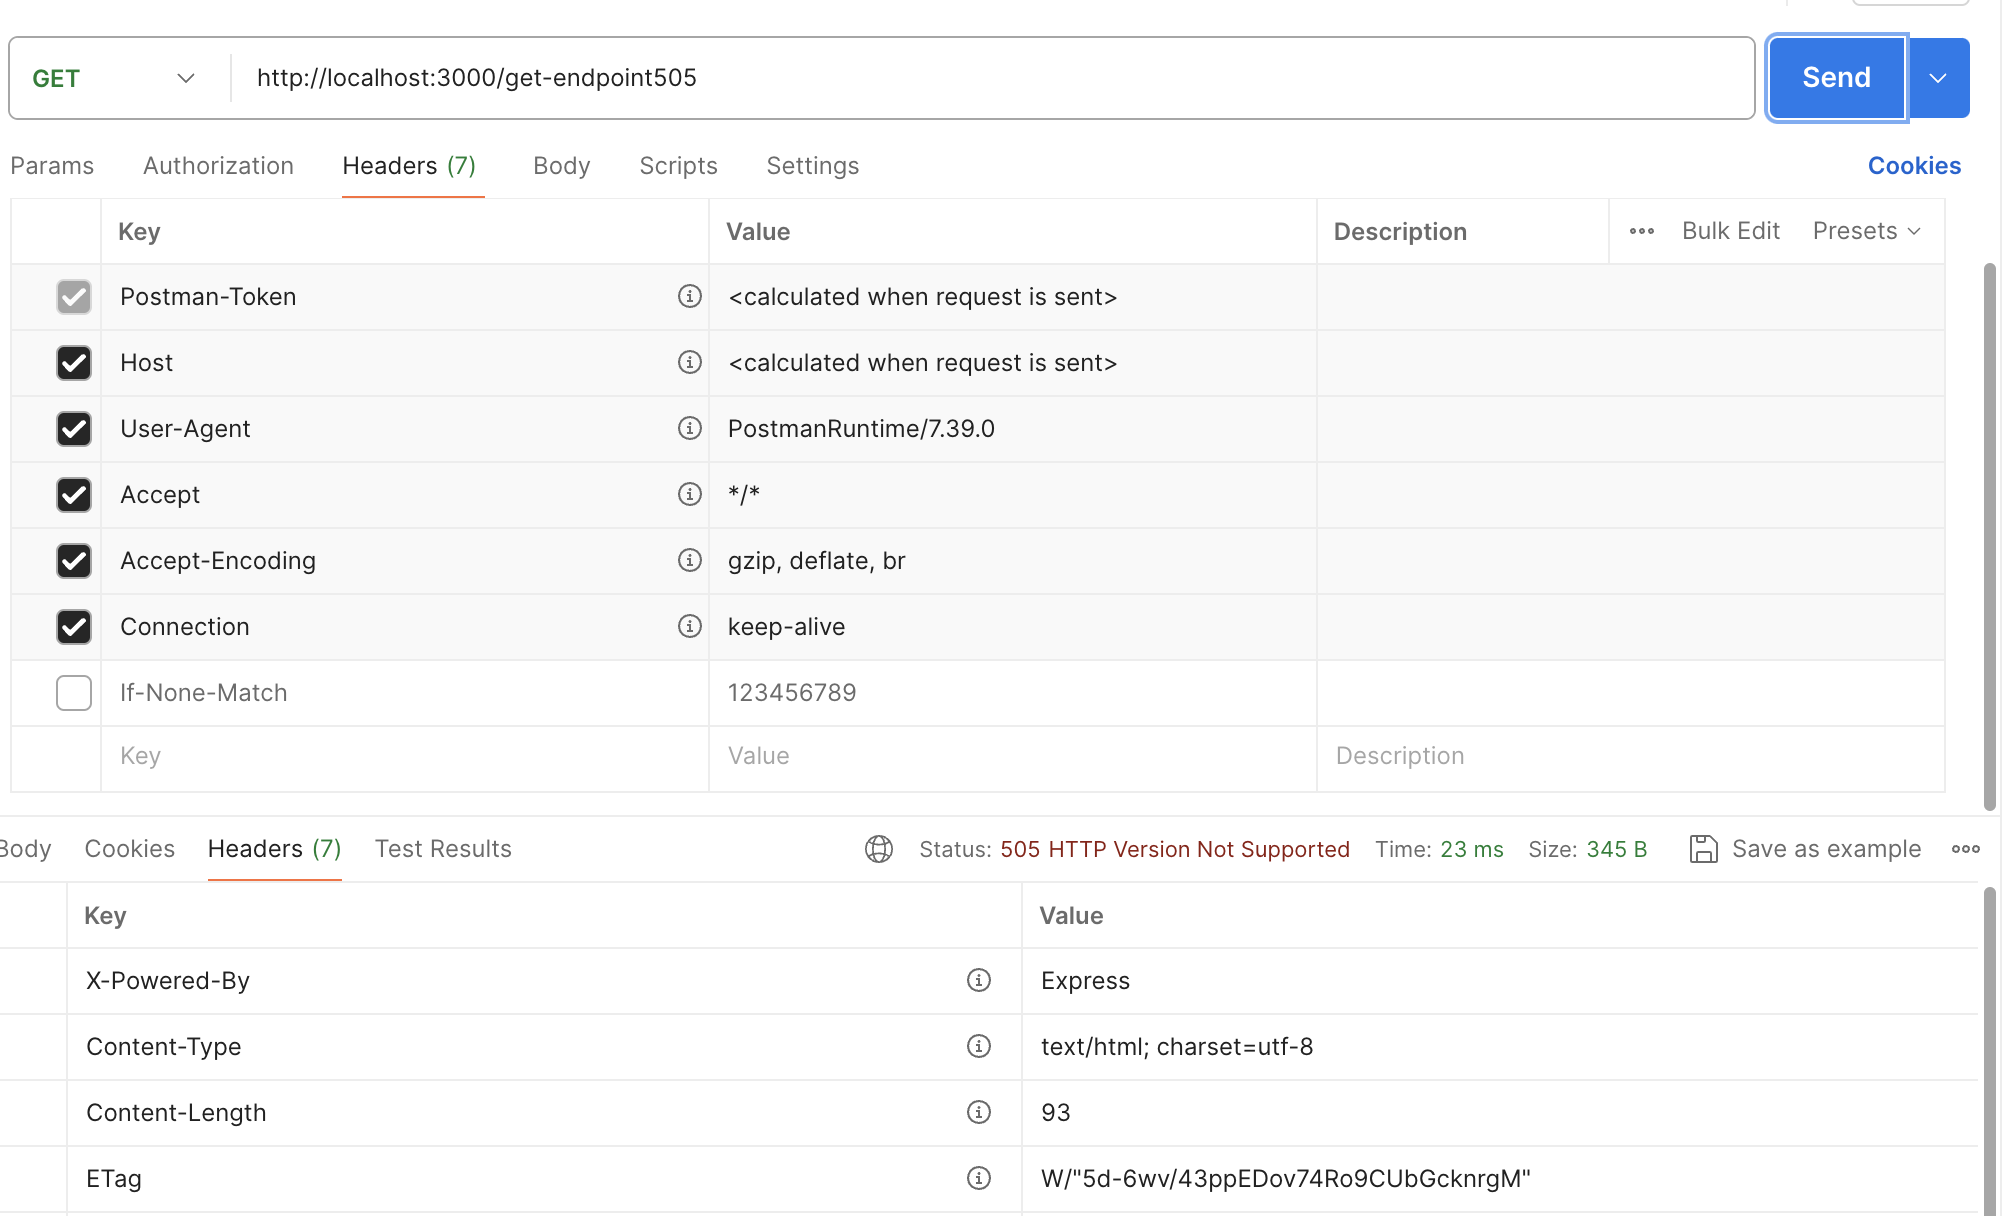 GET http://localhost:3000/get-endpoint505 Send
Params Authorization Headers (7) Body Scripts Settings Cookies
Key Value Description Bulk Edit Presets
Postman-Token <calculated when request is sent>
Host <calculated when request is sent>
User-Agent PostmanRuntime/7.39.0
Accept */*
Accept-Encoding gzip, deflate, br
Connection keep-alive
If-None-Match 123456789
Key Value Description
Body Cookies Headers (7) Test Results Status: 505 HTTP Version Not Supported Time: 23 ms Size: 345 B Save as example
Key Value
X-Powered-By Express
Content-Type text/html; charset=utf-8
Content-Length 93
ETag W/"5d-6wv/43ppEDov74Ro9CUbGcknrgM"